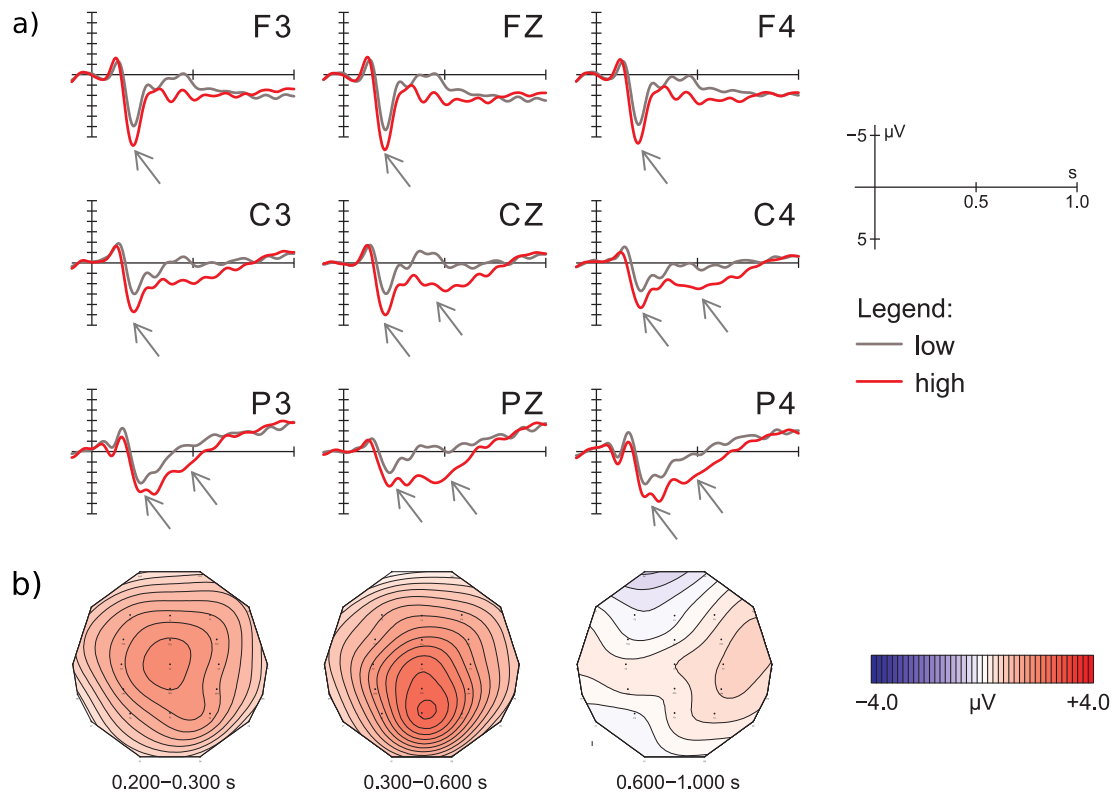 a)
F3
FZ
F4
C3
CZ
C4
P3
PZ
P4
−5
µV
s
0.5
1.0
5
Legend:
low
high
b)
0.200−0.300 s
0.300−0.600 s
0.600−1.000 s
−4.0
µV
+4.0